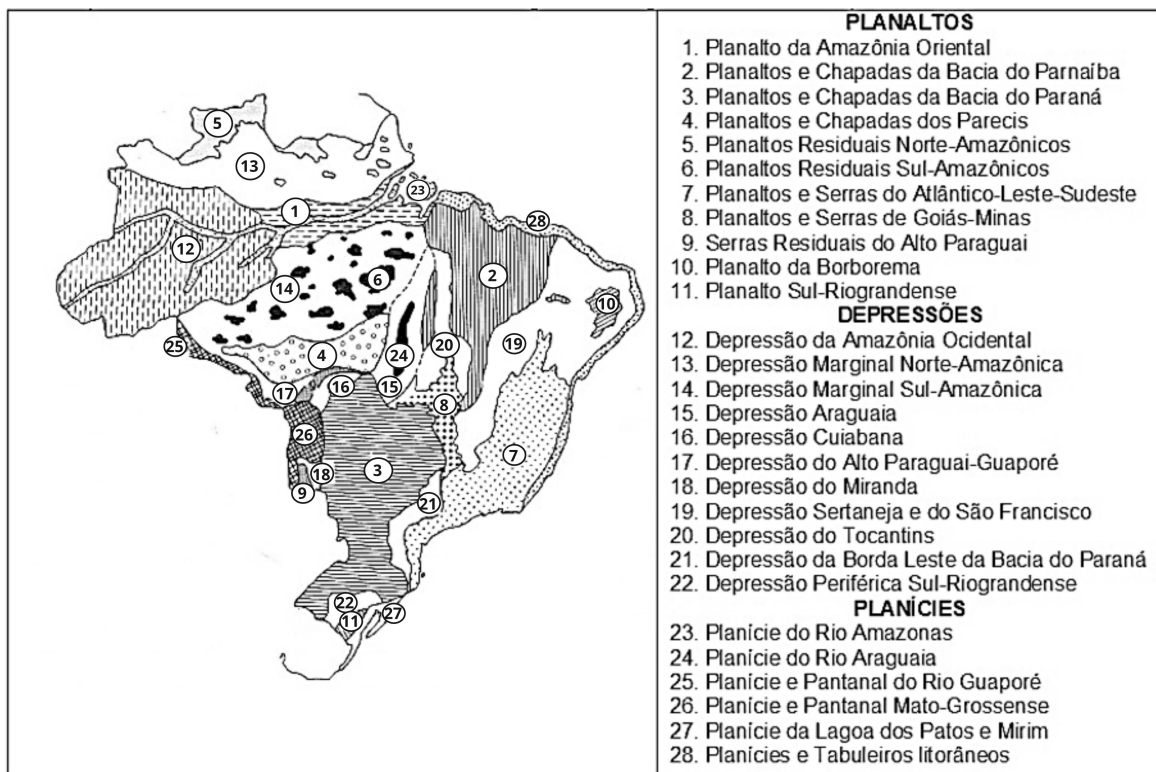 PLANALTOS
1. Planalto da Amazônia Oriental
2. Planaltos e Chapadas da Bacia do Parnaíba
3. Planaltos e Chapadas da Bacia do Paraná
4. Planaltos e Chapadas dos Parecis
5. Planaltos Residuais Norte-Amazônicos
6. Planaltos Residuais Sul-Amazônicos
7. Planaltos e Serras do Atlântico-Leste-Sudeste
8. Planaltos e Serras de Goiás-Minas
9. Serras Residuais do Alto Paraguai
10. Planalto da Borborema
11. Planalto Sul-Riograndense
DEPRESSÕES
12. Depressão da Amazônia Ocidental
13. Depressão Marginal Norte-Amazônica
14. Depressão Marginal Sul-Amazônica
15. Depressão Araguaia
16. Depressão Cuiabana
17. Depressão do Alto Paraguai-Guaporé
18. Depressão do Miranda
19. Depressão Sertaneja e do São Francisco
20. Depressão do Tocantins
21. Depressão da Borda Leste da Bacia do Paraná
22. Depressão Periférica Sul-Riograndense
PLANÍCIES
23. Planície do Rio Amazonas
24. Planície do Rio Araguaia
25. Planície e Pantanal do Rio Guaporé
26. Planície e Pantanal Mato-Grossense
27. Planície da Lagoa dos Patos e Mirim
28. Planícies e Tabuleiros litorâneos
5
13
23
1
28
12
2
6
14
10
25
19
20
4
24
17
16
15
8
26
7
3
18
9
21
22
27
11